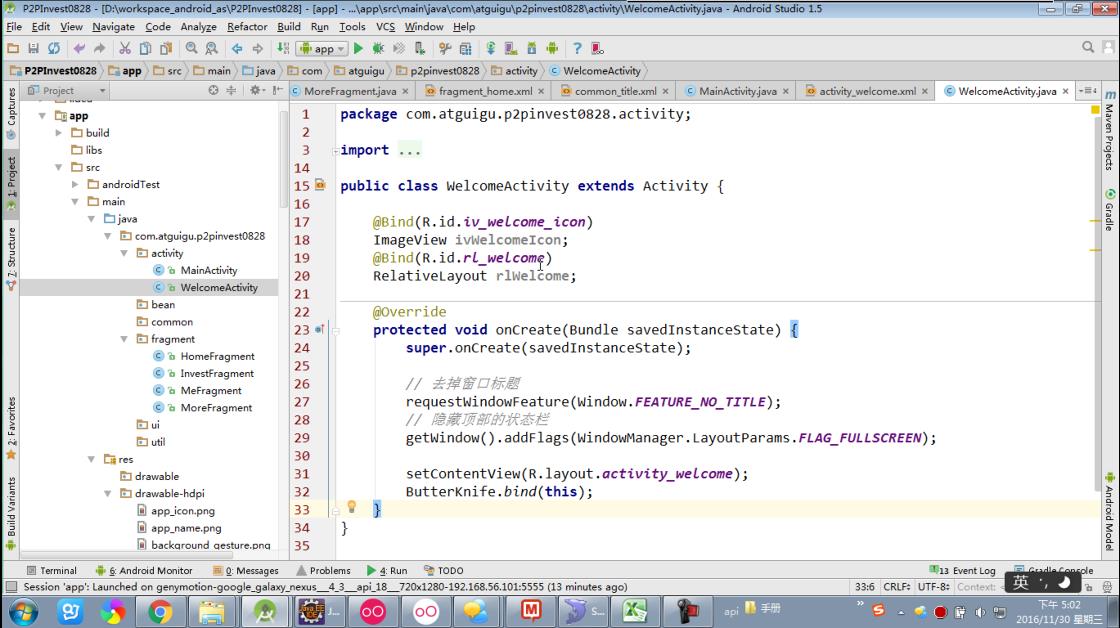 P2PInvest0828 - [D:\workspace_android_as\P2PInvest0828] - [app] - ...\app\src\main\java\com\atguigu\p2pinvest0828\activity\WelcomeActivity.java - Android Studio 1.5
File Edit View Navigate Code Analyze Refactor Build Run Tools VCS Window Help
app
P2PInvest0828 app src main java com atguigu p2pinvest0828 activity WelcomeActivity
Project
MoreFragment.java fragment_home.xml common_title.xml MainActivity.java activity_welcome.xml WelcomeActivity.java
Captures
1: Project
7: Structure
2: Favorites
Build Variants
app
build
libs
src
androidTest
main
java
com.atguigu.p2pinvest0828
activity
MainActivity
WelcomeActivity
bean
common
fragment
HomeFragment
InvestFragment
MeFragment
MoreFragment
ui
util
res
drawable
drawable-hdpi
app_icon.png
app_name.png
background_gesture.png
1 package com.atguigu.p2pinvest0828.activity;
2
3 import ...
14
15 public class WelcomeActivity extends Activity {
16
17 @Bind(R.id.iv_welcome_icon)
18 ImageView ivWelcomeIcon;
19 @Bind(R.id.rl_welcome)
20 RelativeLayout rlWelcome;
21
22 @Override
23 protected void onCreate(Bundle savedInstanceState) {
24 super.onCreate(savedInstanceState);
25
26 // 去掉窗口标题
27 requestWindowFeature(Window.FEATURE_NO_TITLE);
28 // 隐藏顶部的状态栏
29 getWindow().addFlags(WindowManager.LayoutParams.FLAG_FULLSCREEN);
30
31 setContentView(R.layout.activity_welcome);
32 ButterKnife.bind(this);
33 }
34 }
35
Maven Projects
Gradle
Android Model
Terminal 6: Android Monitor 0: Messages Problems 4: Run TODO 13 Event Log Gradle Console
Session 'app': Launched on genymotion-google_galaxy_nexus__4_3__api_18__720x1280-192.168.56.101:5555 (13 minutes ago) 33:6 CRLF÷ UTF-8÷ Context:
英
J... S... api 手册
下午 5:02
2016/11/30 星期三